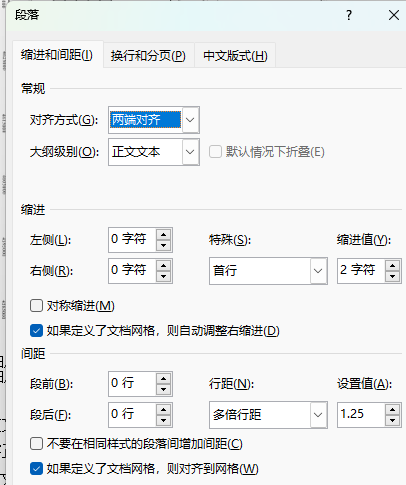 段落
?
缩进和间距(I) 换行和分页(P) 中文版式(H)
常规
对齐方式(G): 两端对齐
大纲级别(O): 正文文本 默认情况下折叠(E)
缩进
左侧(L): 0 字符 特殊(S): 缩进值(Y):
右侧(R): 0 字符 首行 2 字符
对称缩进(M)
如果定义了文档网格，则自动调整右缩进(D)
间距
段前(B): 0 行 行距(N): 设置值(A):
段后(F): 0 行 多倍行距 1.25
不要在相同样式的段落间增加间距(C)
如果定义了文档网格，则对齐到网格(W)